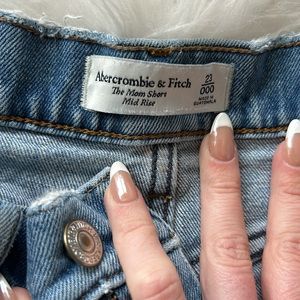 Abercrombie & Fitch
The Mom Short
Mid Rise
23
000
MADE IN
GUATEMALA